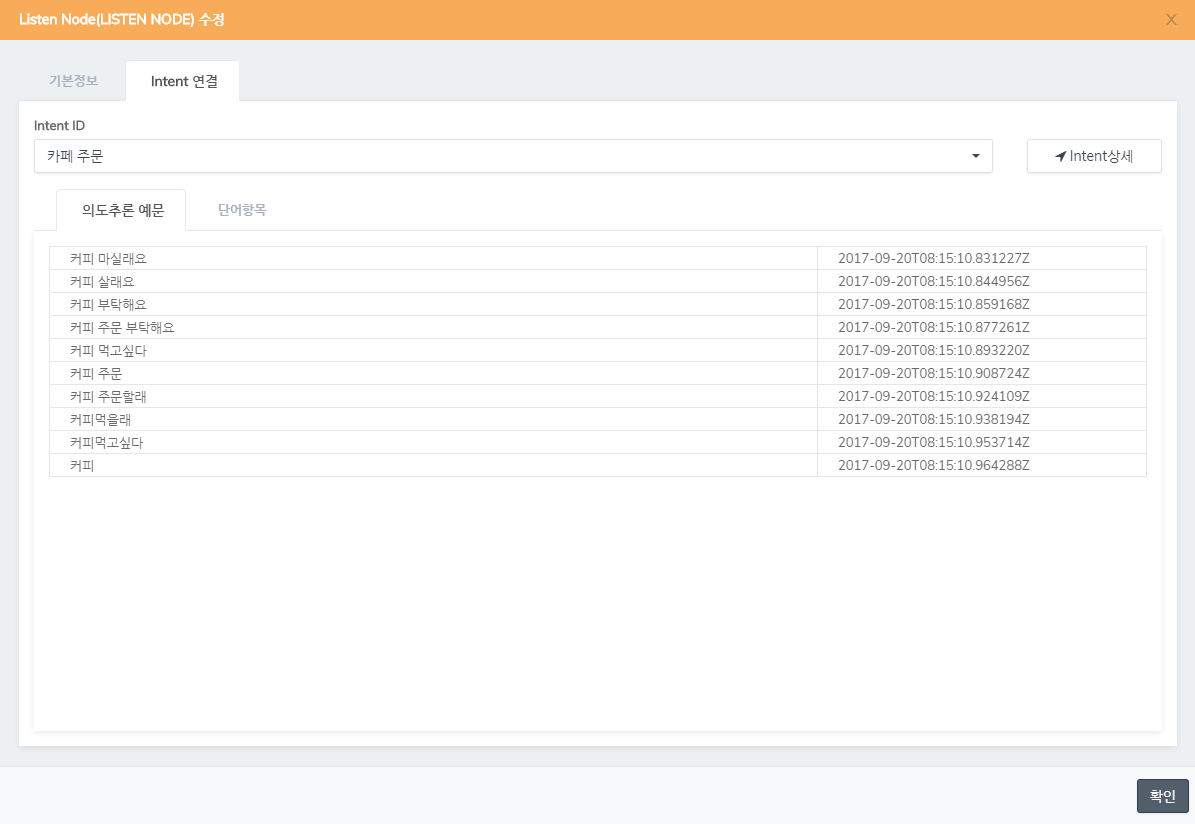 Listen Node(LISTEN NODE) 수정 X
기본정보 Intent 연결
Intent ID
카페 주문 Intent상세
의도추론 예문 단어항목
커피 마실래요 2017-09-20T08:15:10.831227Z
커피 살래요 2017-09-20T08:15:10.844956Z
커피 부탁해요 2017-09-20T08:15:10.859168Z
커피 주문 부탁해요 2017-09-20T08:15:10.877261Z
커피 먹고싶다 2017-09-20T08:15:10.893220Z
커피 주문 2017-09-20T08:15:10.908724Z
커피 주문할래 2017-09-20T08:15:10.924109Z
커피먹을래 2017-09-20T08:15:10.938194Z
커피먹고싶다 2017-09-20T08:15:10.953714Z
커피 2017-09-20T08:15:10.964288Z
확인